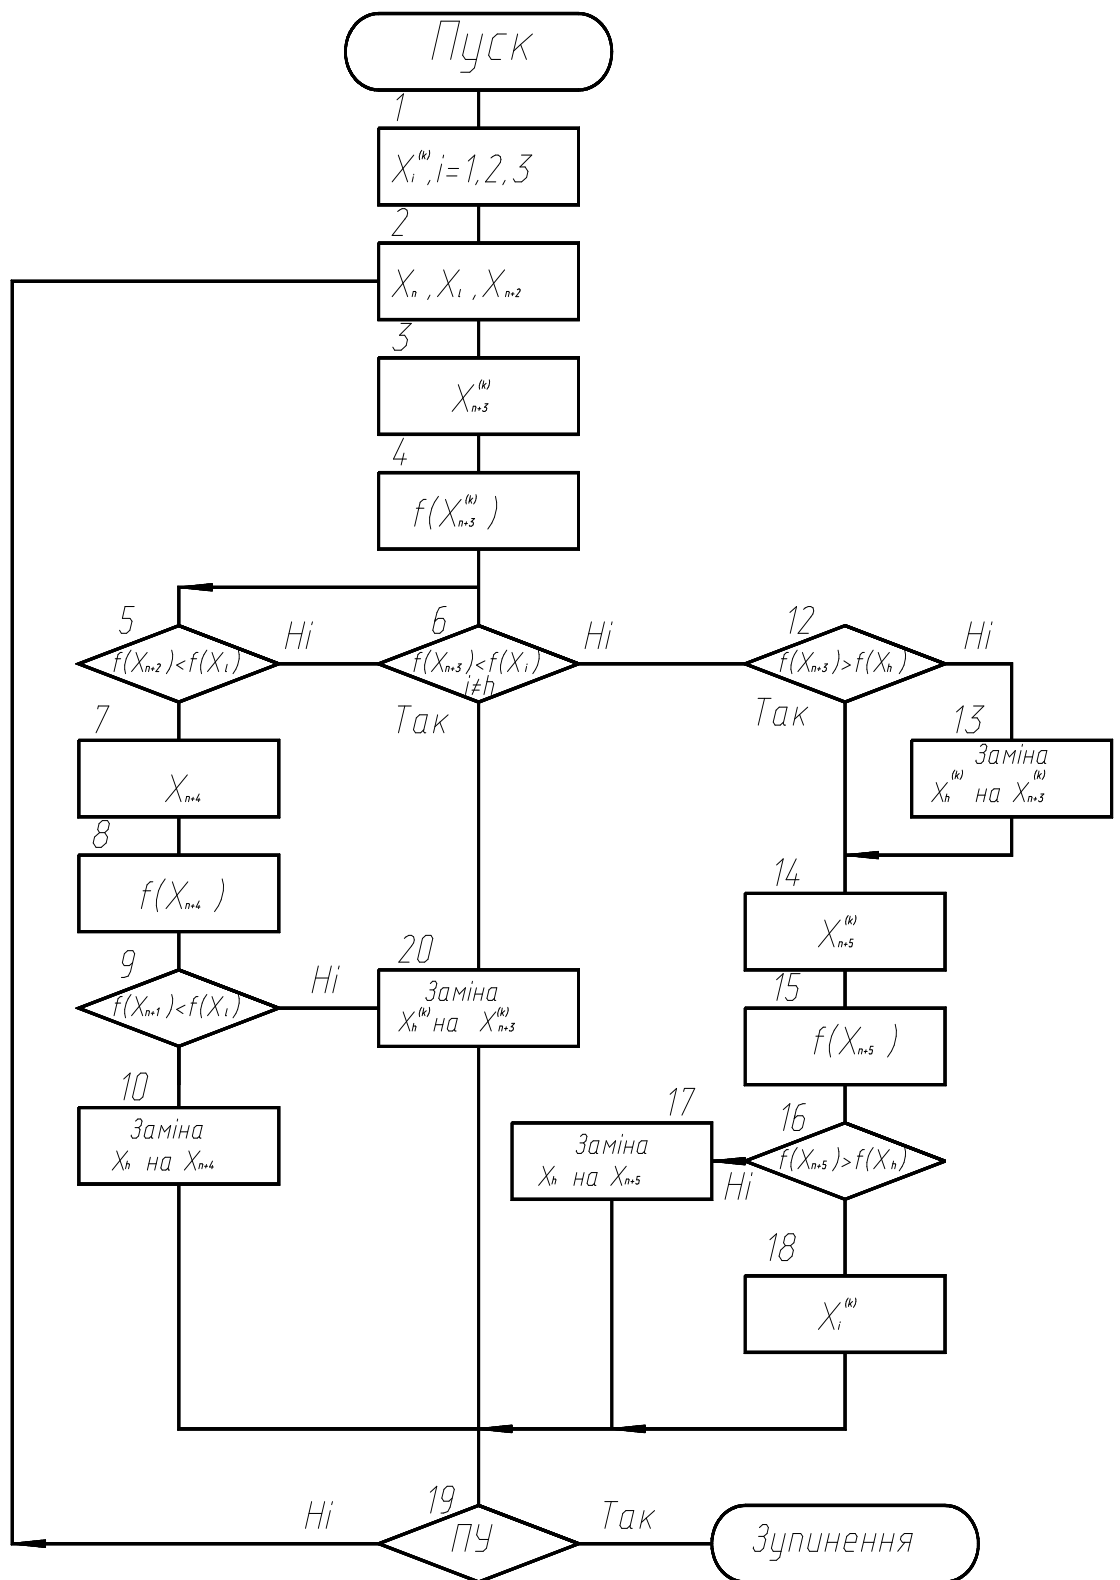 Пуск
1
X_i^(k), i=1,2,3
2
X_n, X_l, X_n+2
3
X_n+3^(k)
4
f(X_n+3^(k))
5
f(X_n+2)<f(X_l)
Ні
6
f(X_n+3)<f(X_i)
i≠h
Ні
Так
12
f(X_n+3)>f(X_h)
Ні
Так
13
Заміна
X_h^(k) на X_n+3^(k)
7
X_n+4
8
f(X_n+4)
9
f(X_n+1)<f(X_l)
Ні
20
Заміна
X_h^(k) на X_n+3^(k)
10
Заміна
X_h на X_n+4
14
X_n+5^(k)
15
f(X_n+5)
16
f(X_n+5)>f(X_h)
Ні
17
Заміна
X_h на X_n+5
18
X_i^(k)
19
ПУ
Ні
Так
Зупинення